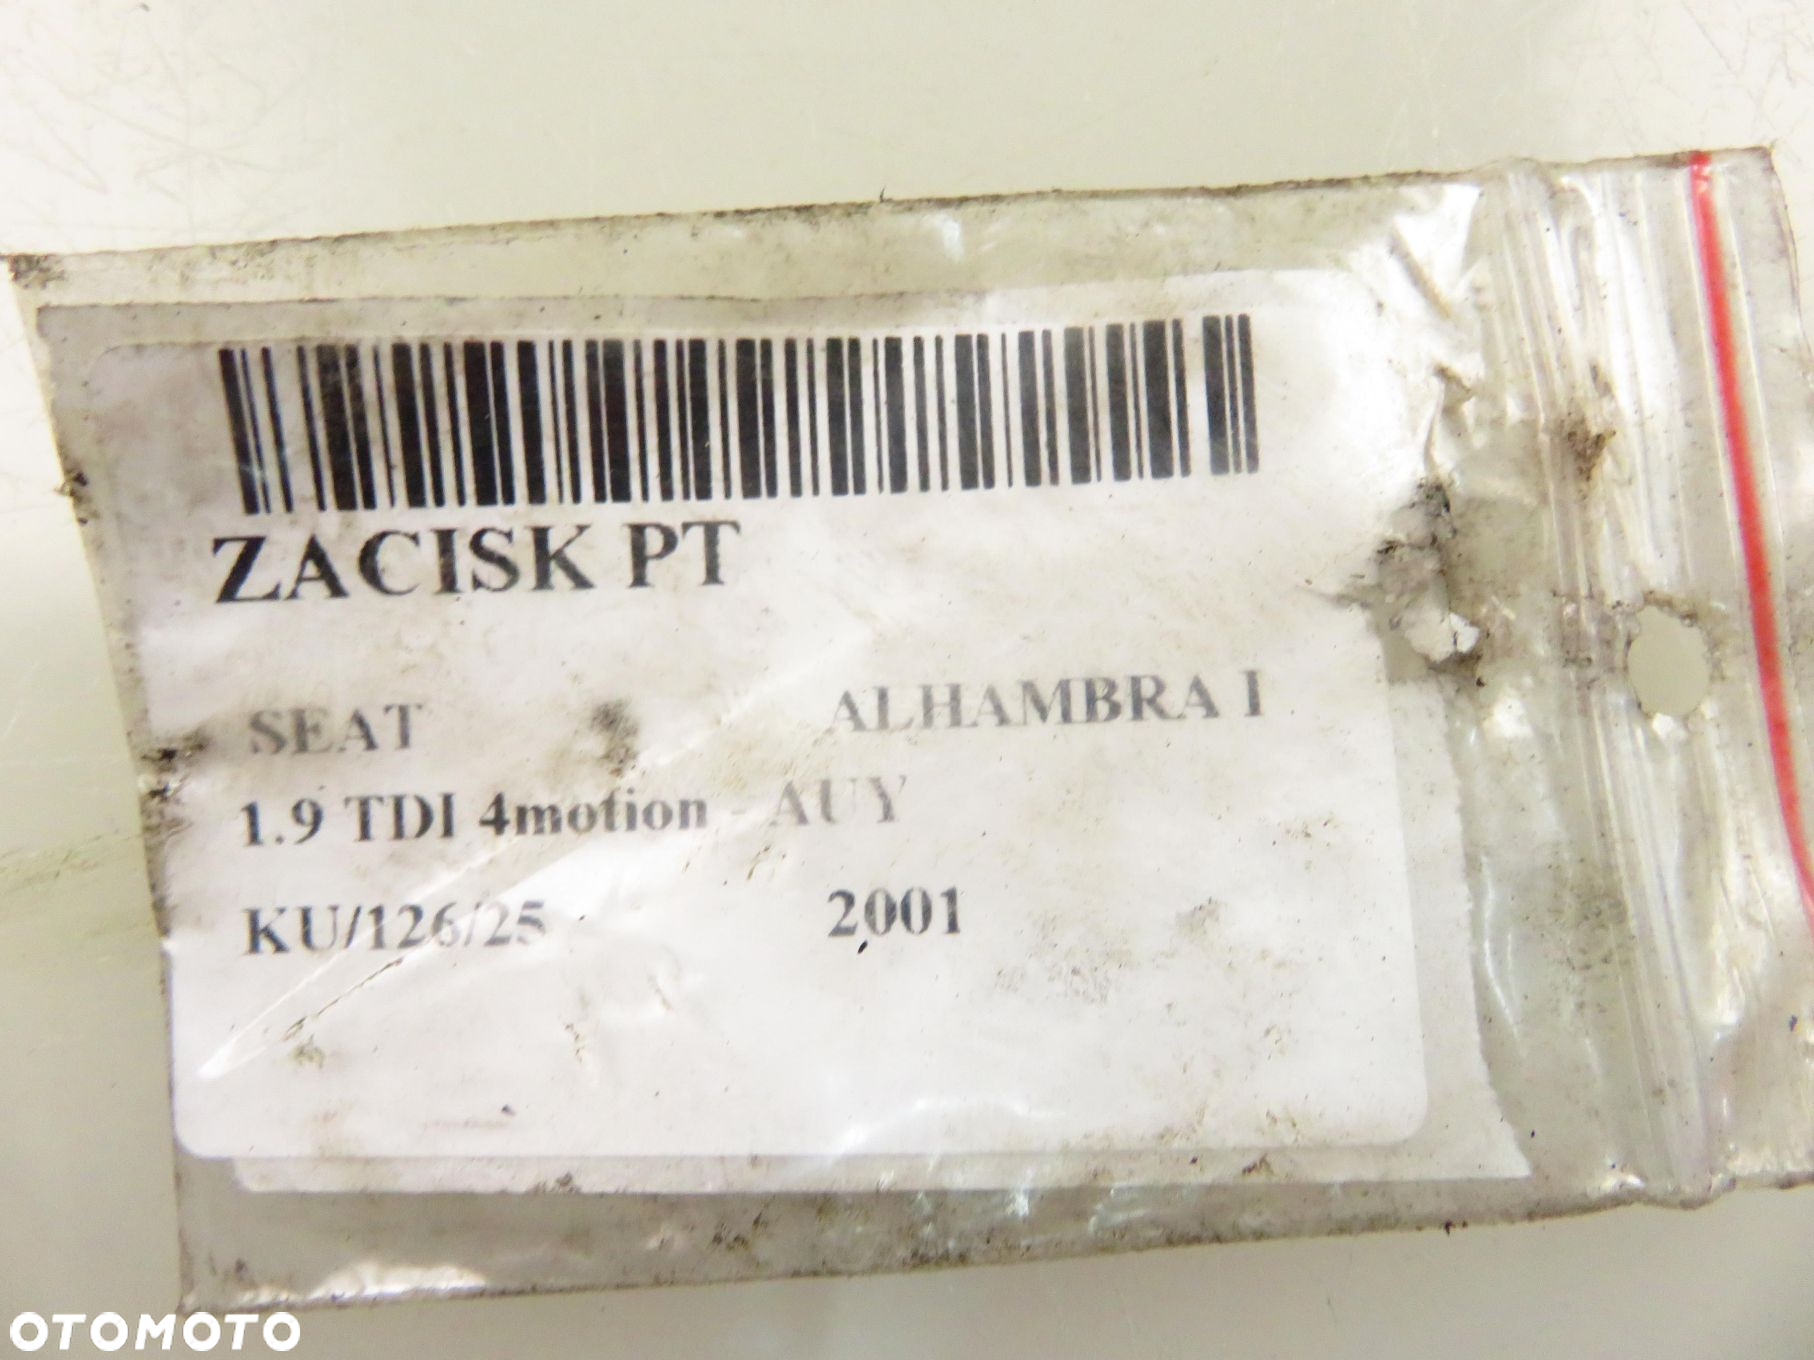 ZACISK PT
SEAT ALHAMBRA I
1.9 TDI 4motion - AUY
KU/126/25 2001
OTOMOTO